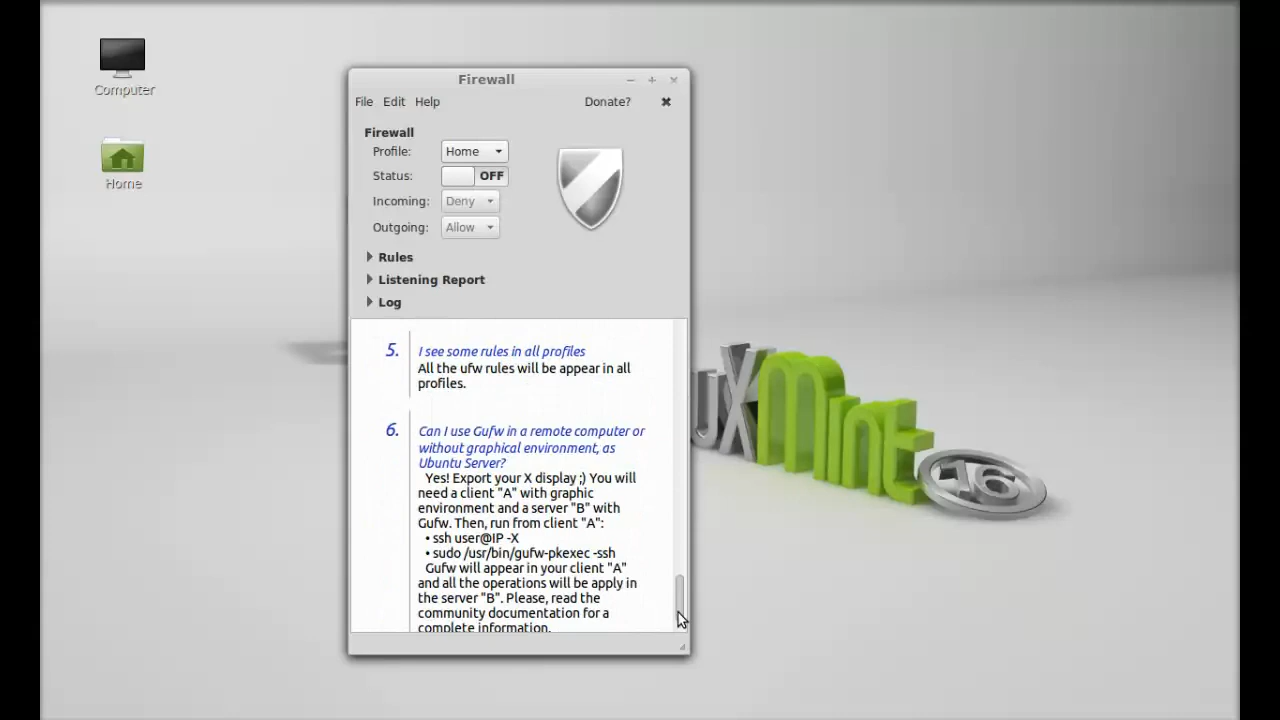 Computer
Home
Firewall
File Edit Help Donate?
Firewall
Profile: Home
Status: OFF
Incoming: Deny
Outgoing: Allow
Rules
Listening Report
Log
5. I see some rules in all profiles
All the ufw rules will be appear in all
profiles.
6. Can I use Gufw in a remote computer or
without graphical environment, as
Ubuntu Server?
Yes! Export your X display ;) You will
need a client "A" with graphic
environment and a server "B" with
Gufw. Then, run from client "A":
• ssh user@IP -X
• sudo /usr/bin/gufw-pkexec -ssh
Gufw will appear in your client "A"
and all the operations will be apply in
the server "B". Please, read the
community documentation for a
complete information.
uxMint 16